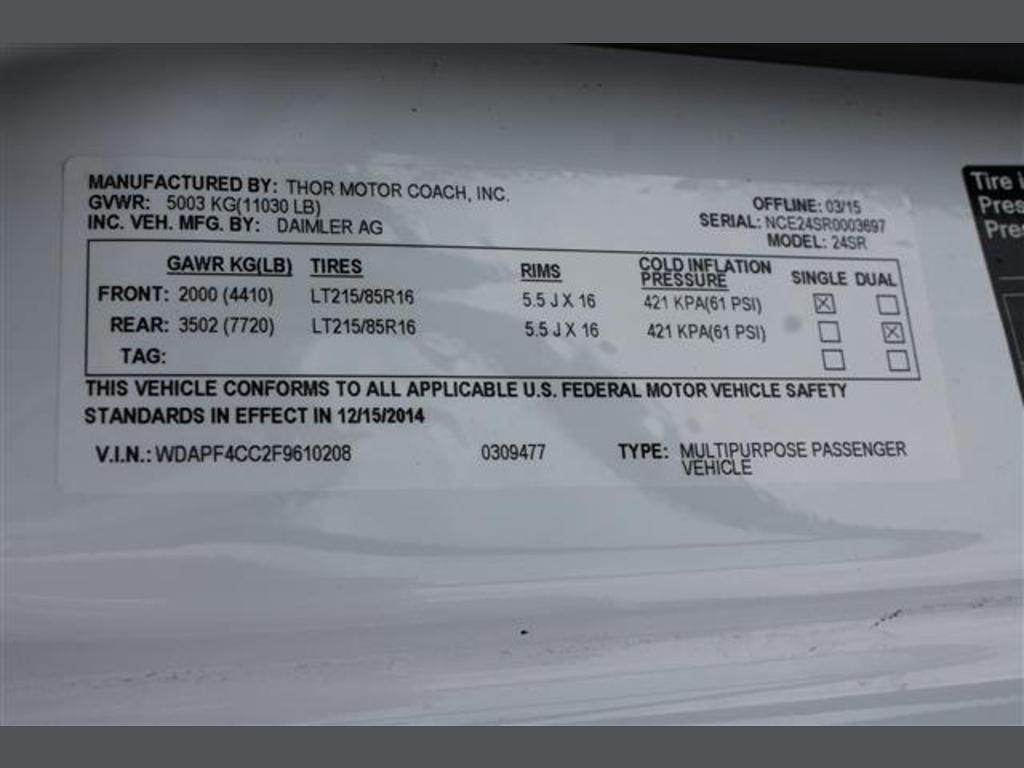 MANUFACTURED BY: THOR MOTOR COACH, INC.
GVWR: 5003 KG(11030 LB)
INC. VEH. MFG. BY: DAIMLER AG
OFFLINE: 03/15
SERIAL: NCE24SR0003697
MODEL: 24SR
GAWR KG(LB) TIRES RIMS COLD INFLATION PRESSURE SINGLE DUAL
FRONT: 2000 (4410) LT215/85R16 5.5 J X 16 421 KPA(61 PSI)
REAR: 3502 (7720) LT215/85R16 5.5 J X 16 421 KPA(61 PSI)
TAG:
THIS VEHICLE CONFORMS TO ALL APPLICABLE U.S. FEDERAL MOTOR VEHICLE SAFETY
STANDARDS IN EFFECT IN 12/15/2014
V.I.N.: WDAPF4CC2F9610208 0309477 TYPE: MULTIPURPOSE PASSENGER
VEHICLE
Tire
Pres
Pre